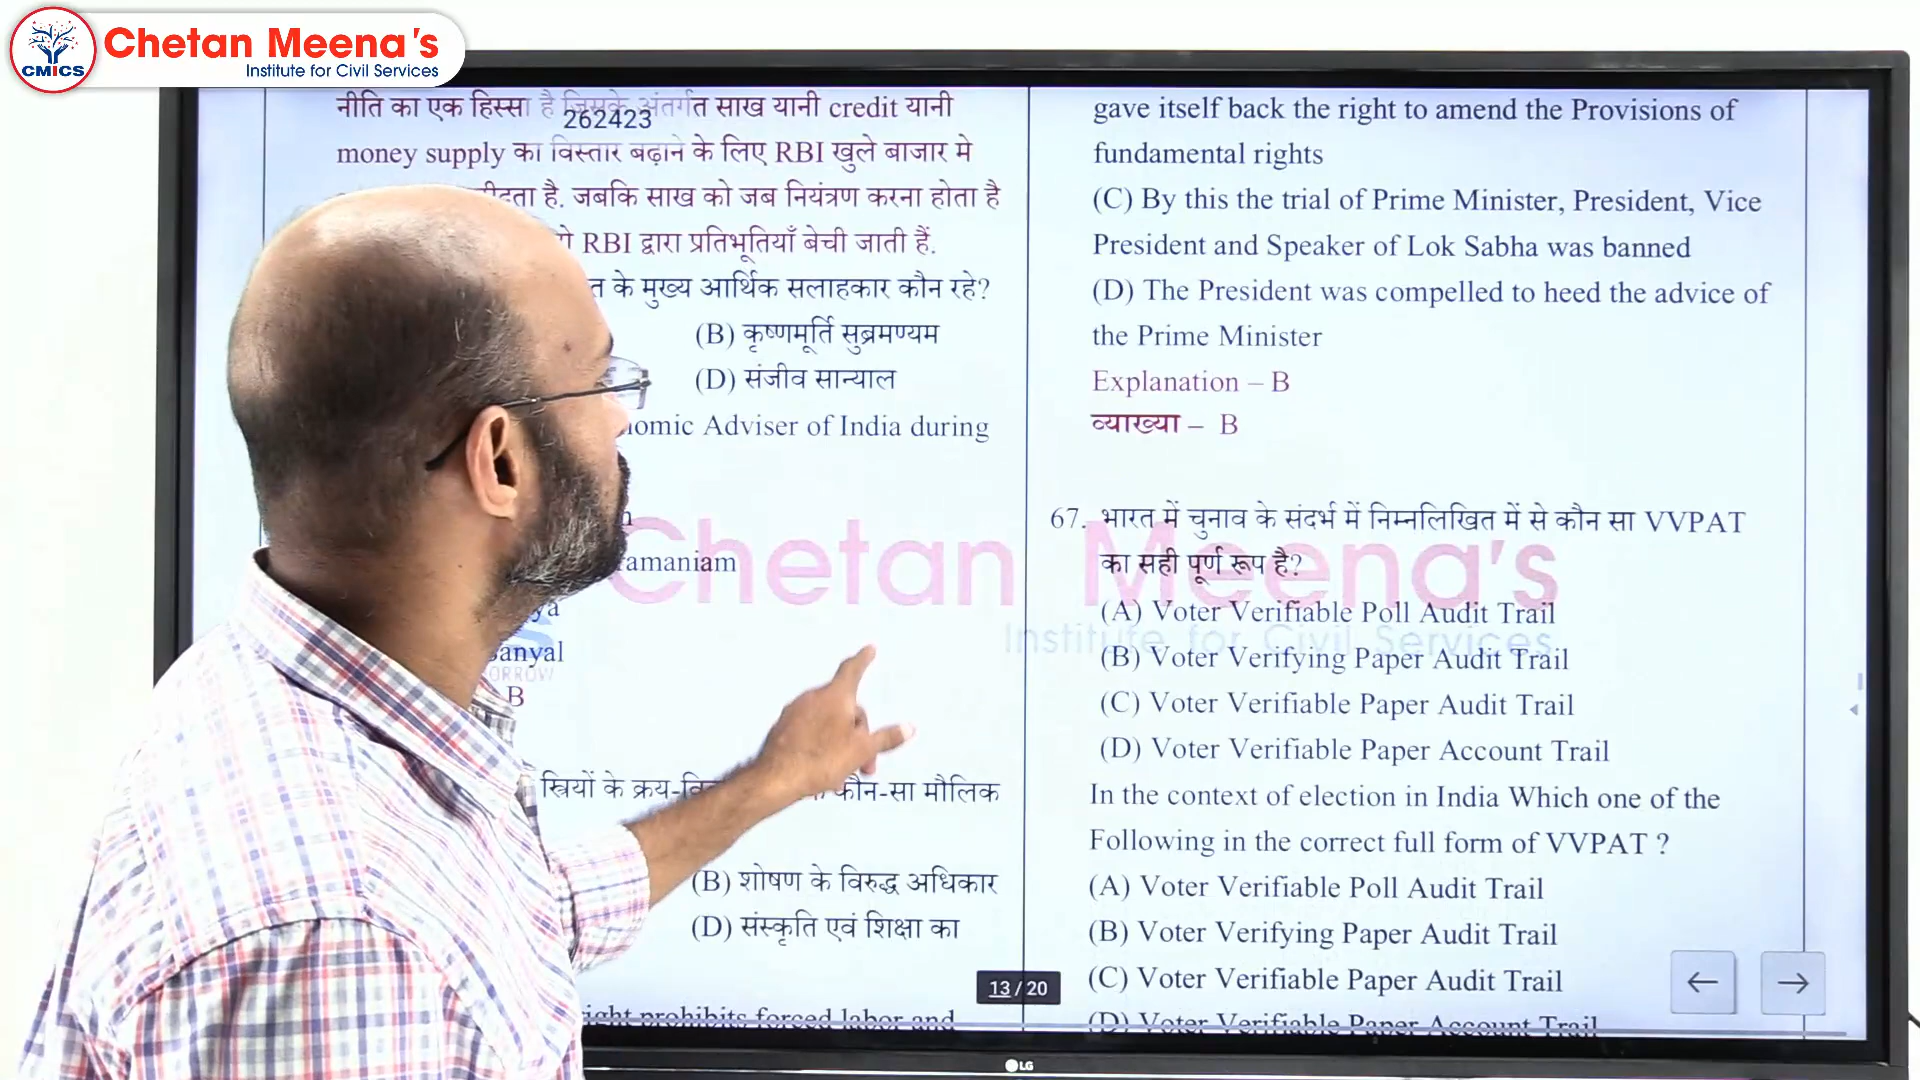 Chetan Meena's
Institute for Civil Services
CMICS
नीति का एक हिस्सा है जिसके अंतर्गत साख यानी credit यानी
262423
money supply का विस्तार बढ़ाने के लिए RBI खुले बाजार मे
है. जबकि साख को जब नियंत्रण करना होता है
RBI द्वारा प्रतिभूतियाँ बेची जाती हैं.
के मुख्य आर्थिक सलाहकार कौन रहे?
(B) कृष्णमूर्ति सुब्रमण्यम
(D) संजीव सान्याल
Adviser of India during
B
स्त्रियों के कौन-सा मौलिक
(B) शोषण के विरुद्ध अधिकार
(D) संस्कृति एवं शिक्षा का
prohibits forced labor and
gave itself back the right to amend the Provisions of
fundamental rights
(C) By this the trial of Prime Minister, President, Vice
President and Speaker of Lok Sabha was banned
(D) The President was compelled to heed the advice of
the Prime Minister
Explanation – B
व्याख्या – B
67. भारत में चुनाव के संदर्भ में निम्नलिखित में से कौन सा VVPAT
का सही पूर्ण रूप है?
(A) Voter Verifiable Poll Audit Trail
(B) Voter Verifying Paper Audit Trail
(C) Voter Verifiable Paper Audit Trail
(D) Voter Verifiable Paper Account Trail
In the context of election in India Which one of the
Following in the correct full form of VVPAT ?
(A) Voter Verifiable Poll Audit Trail
(B) Voter Verifying Paper Audit Trail
(C) Voter Verifiable Paper Audit Trail
(D) Voter Verifiable Paper Account Trail
Chetan Meena's
Institute for Civil Services
13 / 20
LG